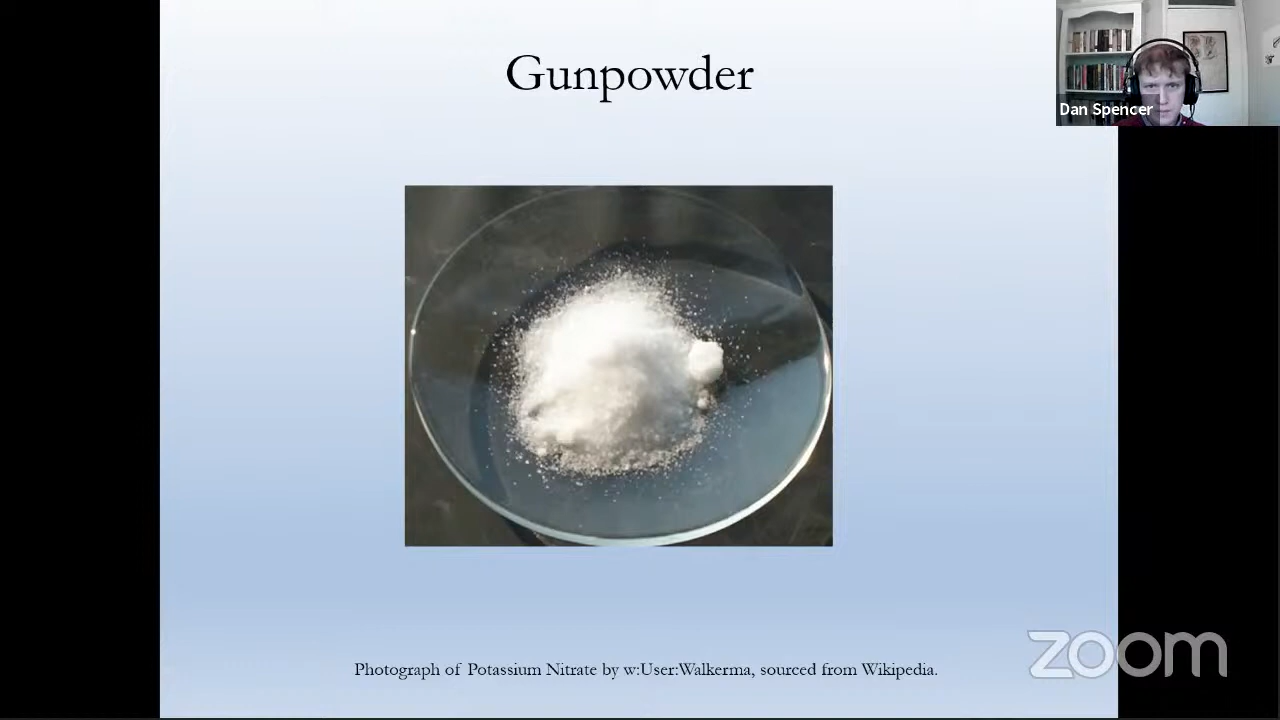 Gunpowder
Dan Spencer
Photograph of Potassium Nitrate by w:User:Walkerma, sourced from Wikipedia.
zoom